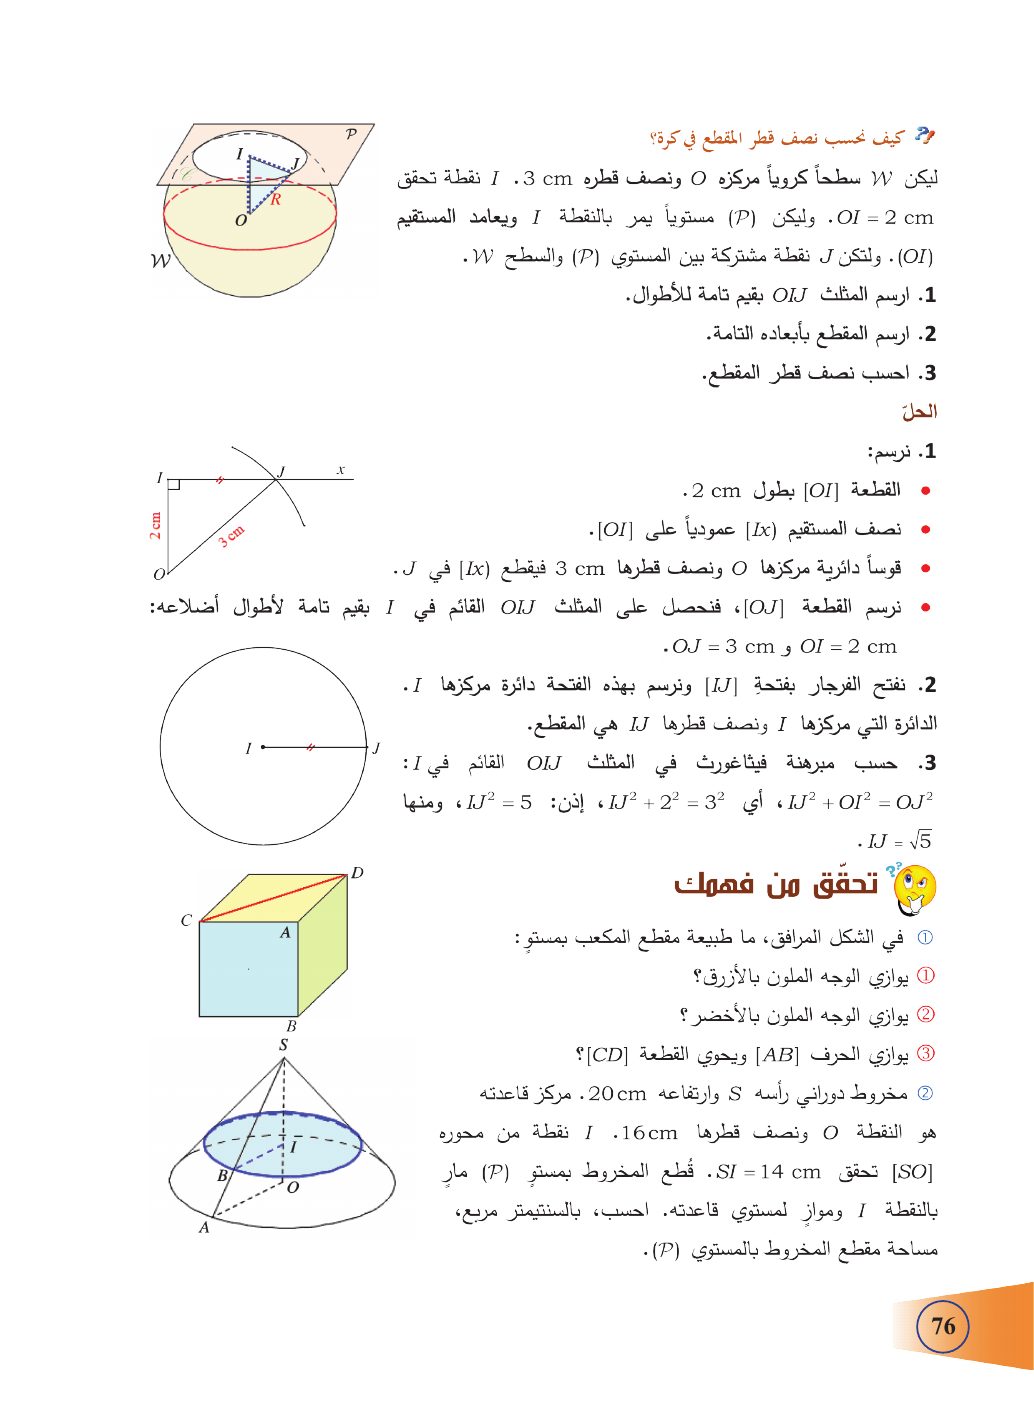 كيف نحسب نصف قطر المقطع في كرة؟
ليكن W سطحاً كروياً مركزه O ونصف قطره 3 cm. I نقطة تحقق
OI = 2 cm. وليكن (P) مستوياً يمر بالنقطة I ويعامد المستقيم
(OI). ولتكن J نقطة مشتركة بين المستوي (P) والسطح W.
P
I
J
R
O
W
1. ارسم المثلث OIJ بقيم تامة للأطوال.
2. ارسم المقطع بأبعاده التامة.
3. احسب نصف قطر المقطع.
الحلّ
1. نرسم:
• القطعة [OI] بطول 2 cm.
• نصف المستقيم [Ix) عمودياً على [OI].
• قوساً دائرية مركزها O ونصف قطرها 3 cm فيقطع [Ix) في J.
• نرسم القطعة [OJ]، فنحصل على المثلث OIJ القائم في I بقيم تامة لأطوال أضلاعه:
OI = 2 cm و OJ = 3 cm.
I
J
x
2 cm
3 cm
O
2. نفتح الفرجار بفتحةِ [IJ] ونرسم بهذه الفتحة دائرة مركزها I.
الدائرة التي مركزها I ونصف قطرها IJ هي المقطع.
3. حسب مبرهنة فيثاغورث في المثلث OIJ القائم في I:
IJ² + OI² = OJ²، أي IJ² + 2² = 3²، إذن: IJ² = 5، ومنها
IJ = √5.
I
J
تحقّق من فهمك
① في الشكل المرافق، ما طبيعة مقطع المكعب بمستوٍ:
① يوازي الوجه الملون بالأزرق؟
② يوازي الوجه الملون بالأخضر؟
③ يوازي الحرف [AB] ويحوي القطعة [CD]؟
D
C
A
B
② مخروط دوراني رأسه S وارتفاعه 20 cm. مركز قاعدته
هو النقطة O ونصف قطرها 16 cm. I نقطة من محوره
[SO] تحقق SI = 14 cm. قُطع المخروط بمستوٍ (P) مارٍ
بالنقطة I وموازٍ لمستوي قاعدته. احسب، بالسنتيمتر مربع،
مساحة مقطع المخروط بالمستوي (P).
S
I
B
O
A
76